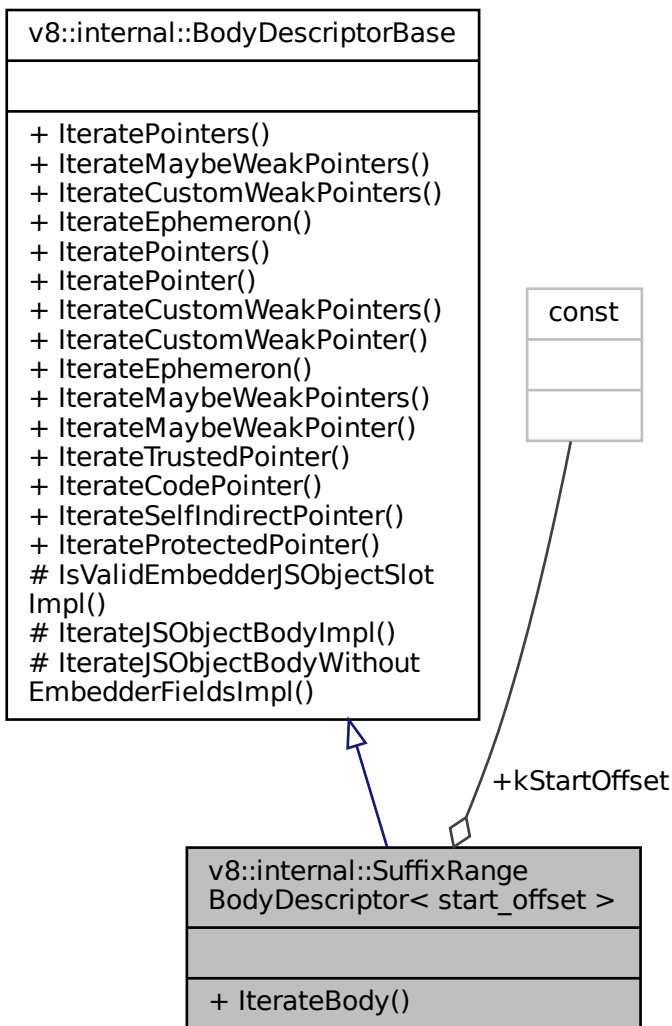 v8::internal::BodyDescriptorBase
+ IteratePointers()
+ IterateMaybeWeakPointers()
+ IterateCustomWeakPointers()
+ IterateEphemeron()
+ IteratePointers()
+ IteratePointer()
+ IterateCustomWeakPointers()
+ IterateCustomWeakPointer()
+ IterateEphemeron()
+ IterateMaybeWeakPointers()
+ IterateMaybeWeakPointer()
+ IterateTrustedPointer()
+ IterateCodePointer()
+ IterateSelfIndirectPointer()
+ IterateProtectedPointer()
# IsValidEmbedderJSObjectSlot
Impl()
# IterateJSObjectBodyImpl()
# IterateJSObjectBodyWithout
EmbedderFieldsImpl()
const
+kStartOffset
v8::internal::SuffixRange
BodyDescriptor< start_offset >
+ IterateBody()